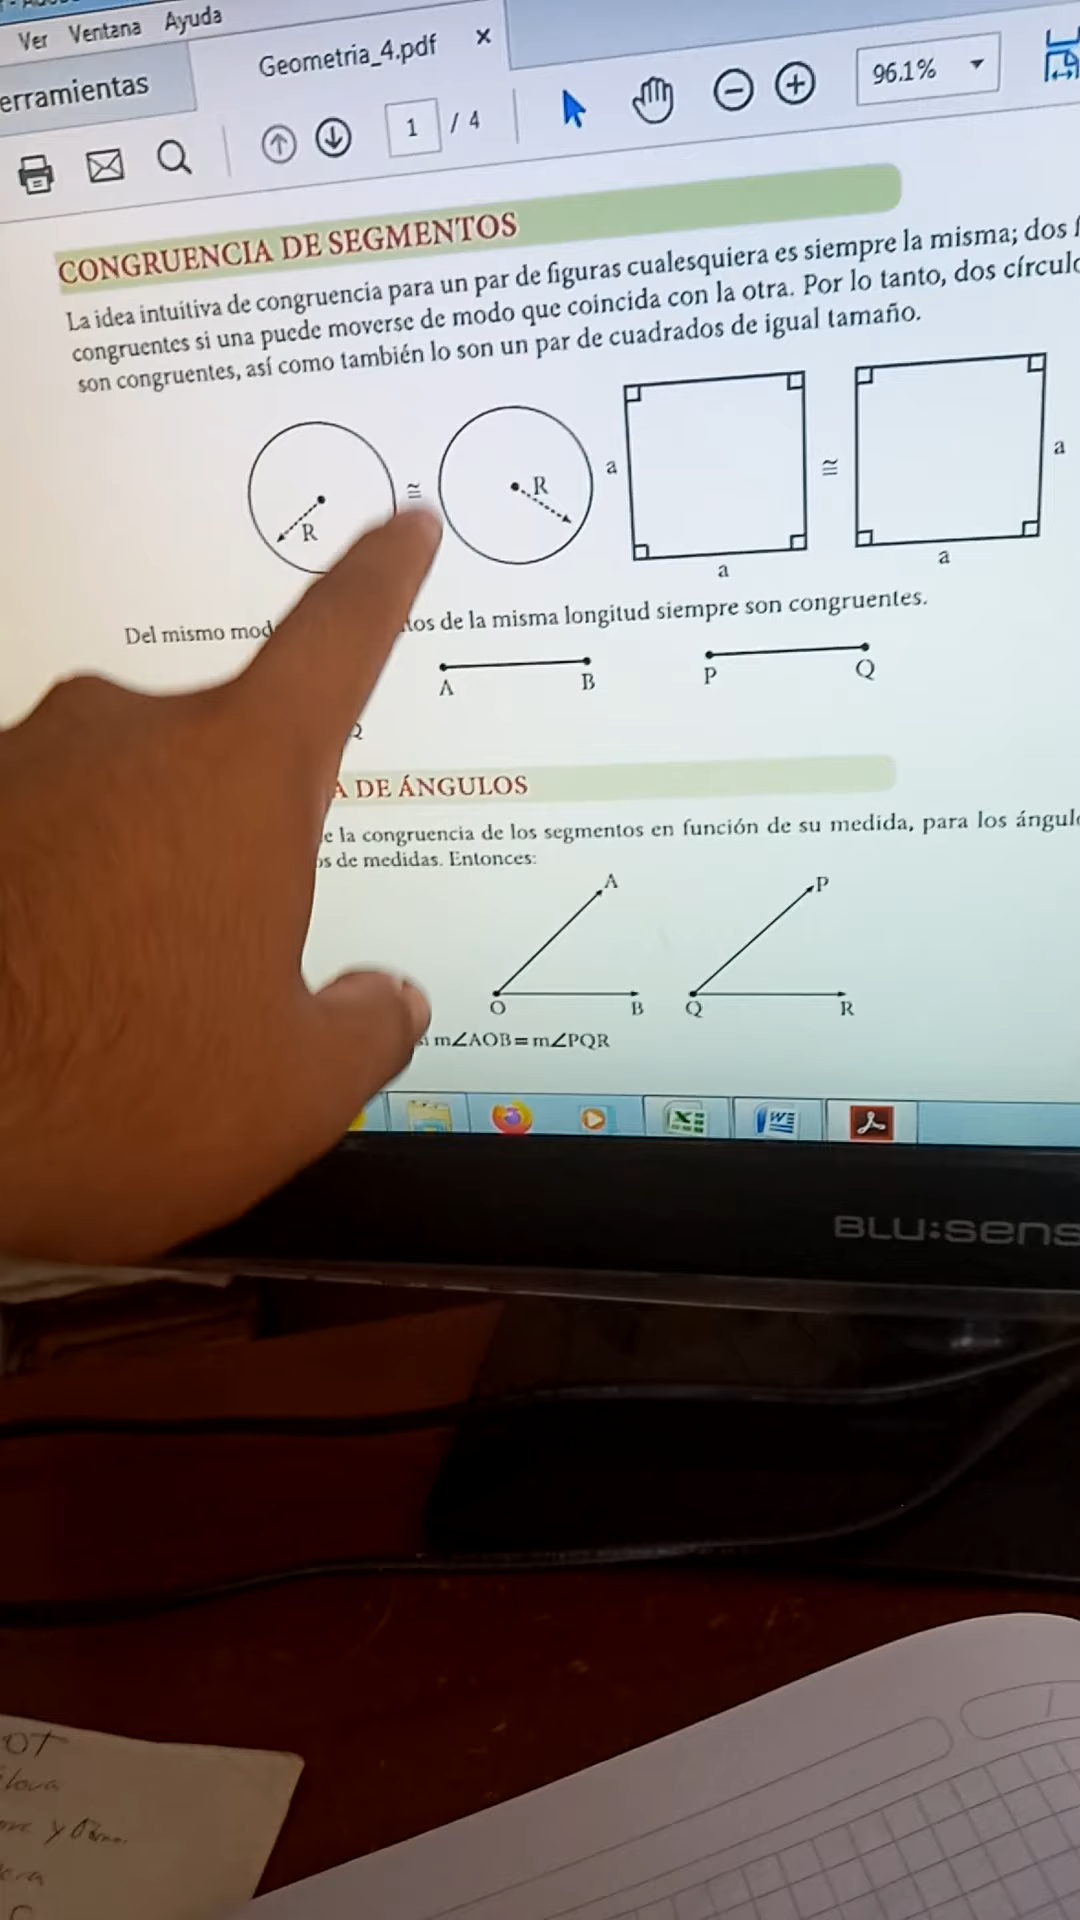 Ver Ventana Ayuda
erramientas
Geometria_4.pdf x
1 / 4
96.1%
CONGRUENCIA DE SEGMENTOS
La idea intuitiva de congruencia para un par de figuras cualesquiera es siempre la misma; dos
congruentes si una puede moverse de modo que coincida con la otra. Por lo tanto, dos círculo
son congruentes, así como también lo son un par de cuadrados de igual tamaño.
R ≅ R a ≅ a
a a
Del mismo mod tos de la misma longitud siempre son congruentes.
A B P Q
Q
A DE ÁNGULOS
e la congruencia de los segmentos en función de su medida, para los ángul
os de medidas. Entonces:
A P
O B Q R
si m∠AOB=m∠PQR
BLU:sens